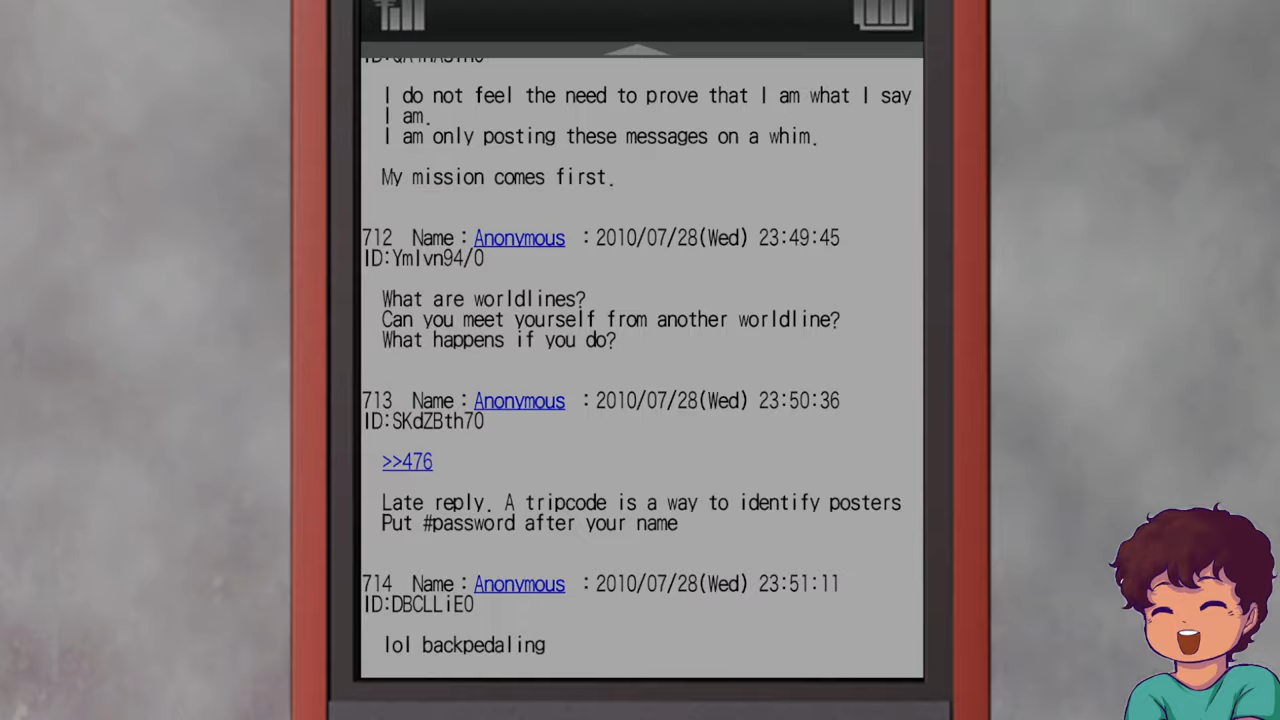 I do not feel the need to prove that I am what I say
I am.
I am only posting these messages on a whim.
My mission comes first.
712 Name：Anonymous ：2010/07/28(Wed) 23:49:45
ID:Ymlvn94/0
What are worldlines?
Can you meet yourself from another worldline?
What happens if you do?
713 Name：Anonymous ：2010/07/28(Wed) 23:50:36
ID:SKdZBth70
>>476
Late reply. A tripcode is a way to identify posters
Put #password after your name
714 Name：Anonymous ：2010/07/28(Wed) 23:51:11
ID:DBCLLiE0
lol backpedaling